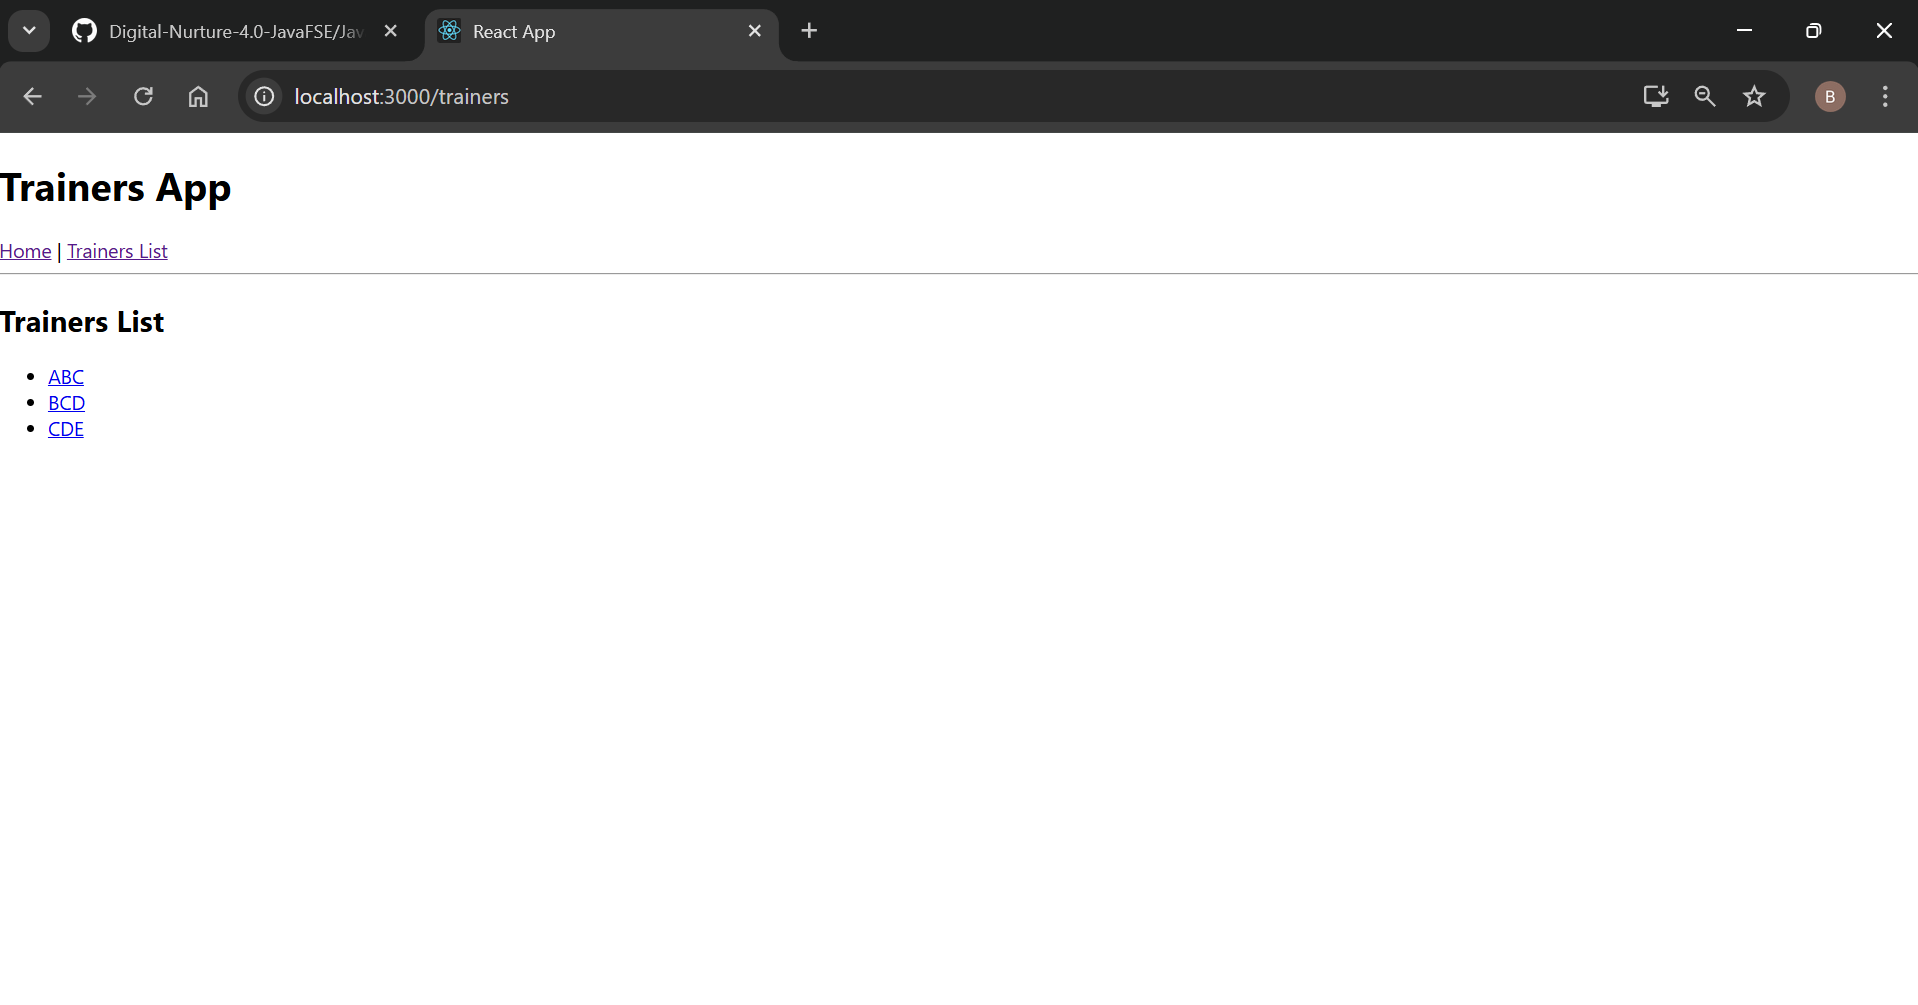 Digital-Nurture-4.0-JavaFSE/Jav
React App
localhost:3000/trainers
B
Trainers App
Home | Trainers List
Trainers List
ABC
BCD
CDE